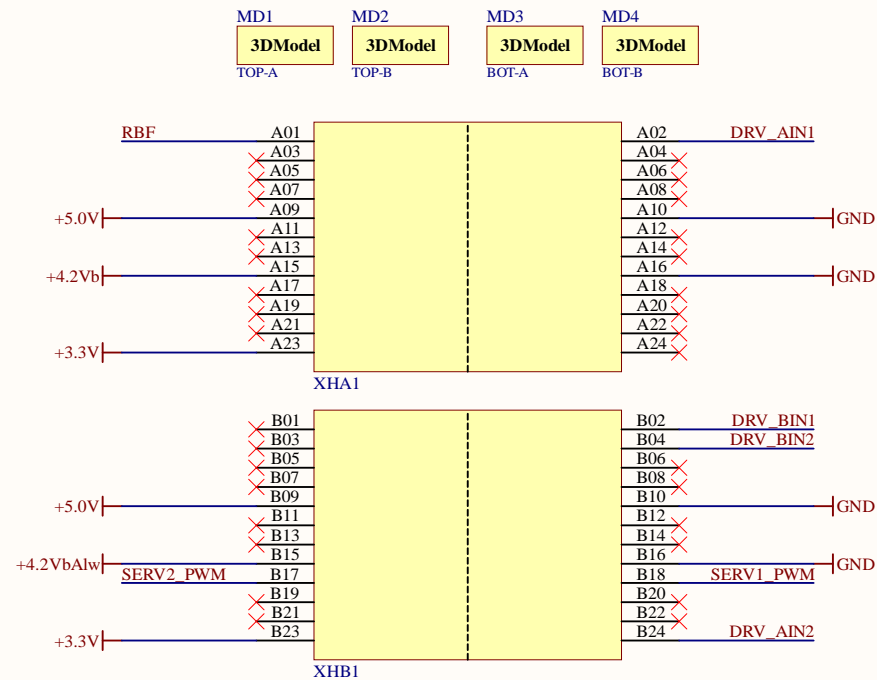 MD1 MD2 MD3 MD4
3DModel 3DModel 3DModel 3DModel
TOP-A TOP-B BOT-A BOT-B
RBF A01 A02 DRV_AIN1
A03 A04
A05 A06
A07 A08
+5.0V A09 A10 GND
A11 A12
A13 A14
+4.2Vb A15 A16 GND
A17 A18
A19 A20
A21 A22
+3.3V A23 A24
XHA1
B01 B02 DRV_BIN1
B03 B04 DRV_BIN2
B05 B06
B07 B08
+5.0V B09 B10 GND
B11 B12
B13 B14
+4.2VbAlw B15 B16 GND
SERV2_PWM B17 B18 SERV1_PWM
B19 B20
B21 B22
+3.3V B23 B24 DRV_AIN2
XHB1